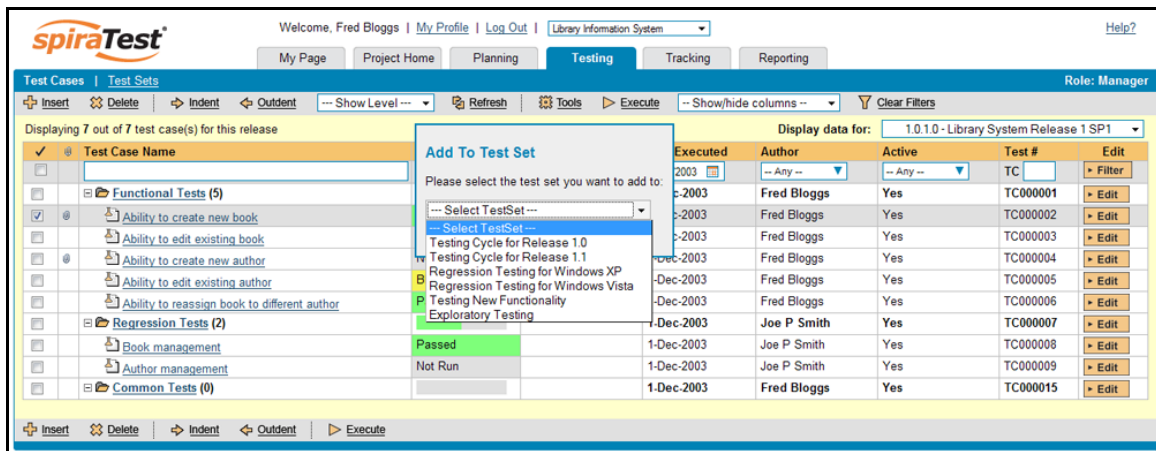 spiraTest
Welcome, Fred Bloggs | My Profile | Log Out | Library Information System
Help?
My Page
Project Home
Planning
Testing
Tracking
Reporting
Test Cases | Test Sets
Role: Manager
Insert Delete Indent Outdent --- Show Level --- Refresh Tools Execute -- Show/hide columns -- Clear Filters
Displaying 7 out of 7 test case(s) for this release
Display data for: 1.0.1.0 - Library System Release 1 SP1
Test Case Name
Executed
Author
Active
Test #
Edit
2003
-- Any --
-- Any --
TC
Filter
Add To Test Set
Please select the test set you want to add to:
--- Select TestSet ---
--- Select TestSet ---
Testing Cycle for Release 1.0
Testing Cycle for Release 1.1
Regression Testing for Windows XP
Regression Testing for Windows Vista
Testing New Functionality
Exploratory Testing
Functional Tests (5) c-2003 Fred Bloggs Yes TC000001 Edit
Ability to create new book c-2003 Fred Bloggs Yes TC000002 Edit
Ability to edit existing book c-2003 Fred Bloggs Yes TC000003 Edit
Ability to create new author -Dec-2003 Fred Bloggs Yes TC000004 Edit
Ability to edit existing author B -Dec-2003 Fred Bloggs Yes TC000005 Edit
Ability to reassign book to different author P -Dec-2003 Fred Bloggs Yes TC000006 Edit
Regression Tests (2) 1-Dec-2003 Joe P Smith Yes TC000007 Edit
Book management Passed 1-Dec-2003 Joe P Smith Yes TC000008 Edit
Author management Not Run 1-Dec-2003 Joe P Smith Yes TC000009 Edit
Common Tests (0) 1-Dec-2003 Fred Bloggs Yes TC000015 Edit
Insert Delete Indent Outdent Execute